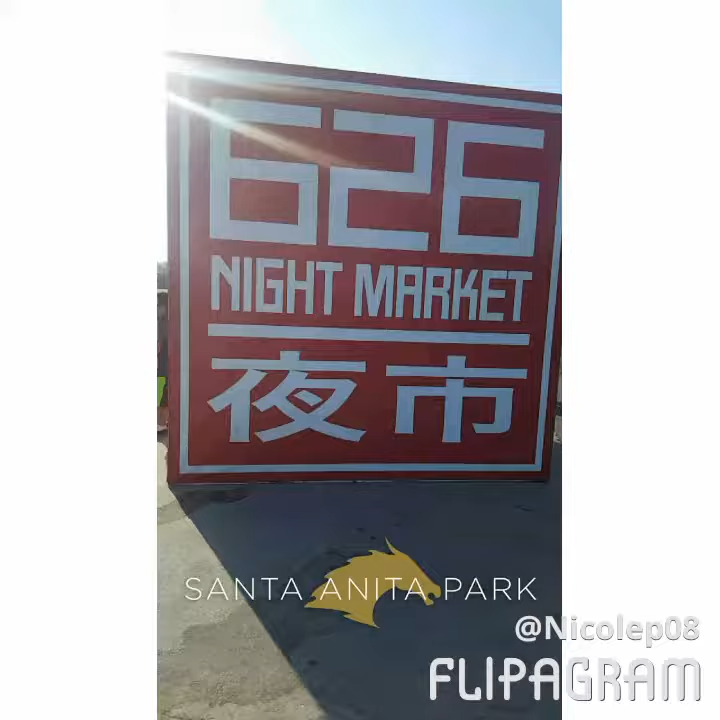 626
NIGHT MARKET
夜市
SANTA ANITA PARK
@Nicolep08
FLIPAGRAM